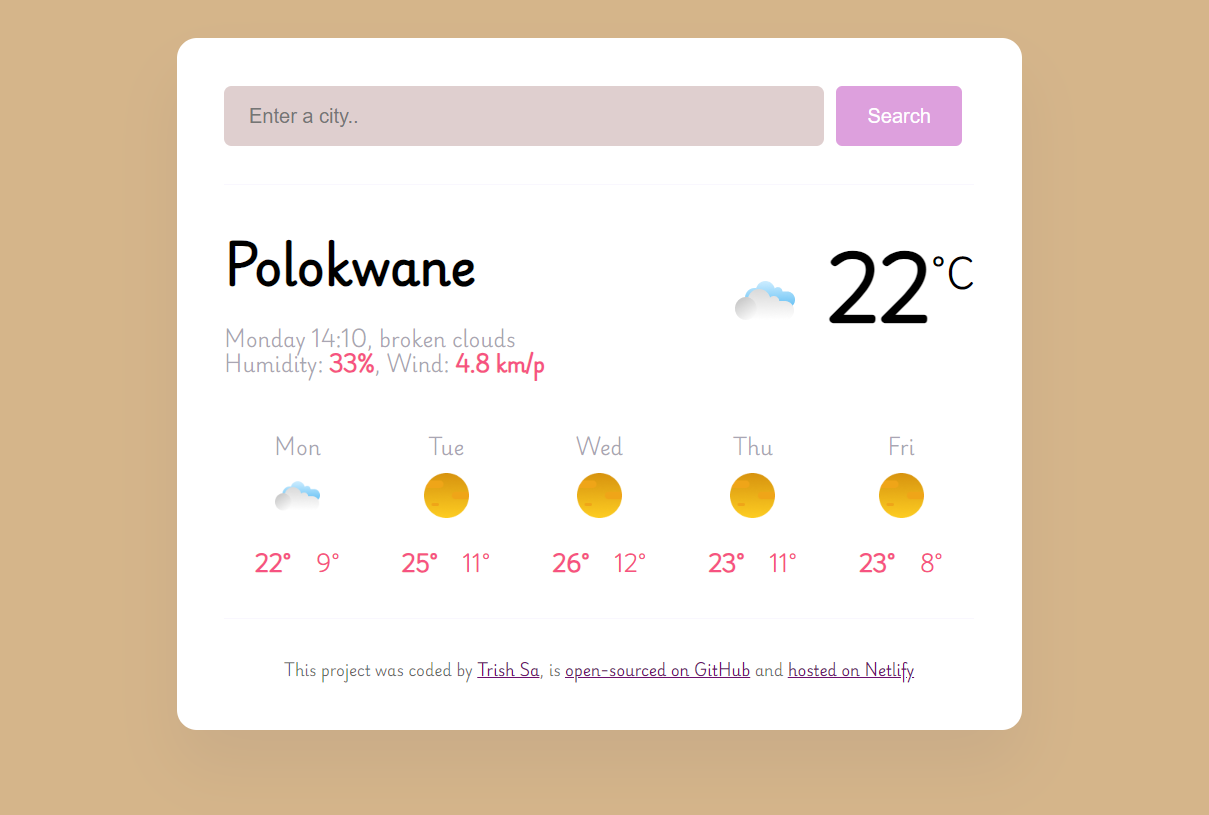 Enter a city..
Search
Polokwane
22°C
Monday 14:10, broken clouds
Humidity: 33%, Wind: 4.8 km/p
Mon Tue Wed Thu Fri
22° 9° 25° 11° 26° 12° 23° 11° 23° 8°
This project was coded by Trish Sa, is open-sourced on GitHub and hosted on Netlify